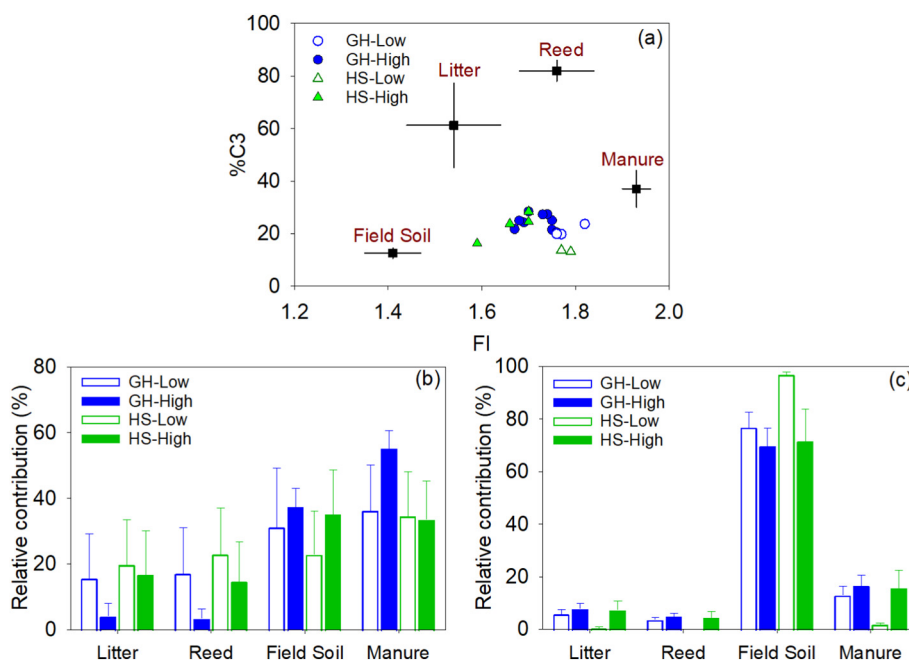 (a)
GH-Low
GH-High
HS-Low
HS-High
Reed
Litter
Manure
Field Soil
%C3
100
80
60
40
20
0
1.2 1.4 1.6 1.8 2.0
FI
(b)
GH-Low
GH-High
HS-Low
HS-High
Relative contribution (%)
80
60
40
20
0
Litter Reed Field Soil Manure
(c)
GH-Low
GH-High
HS-Low
HS-High
Relative contribution (%)
100
80
60
40
20
0
Litter Reed Field Soil Manure